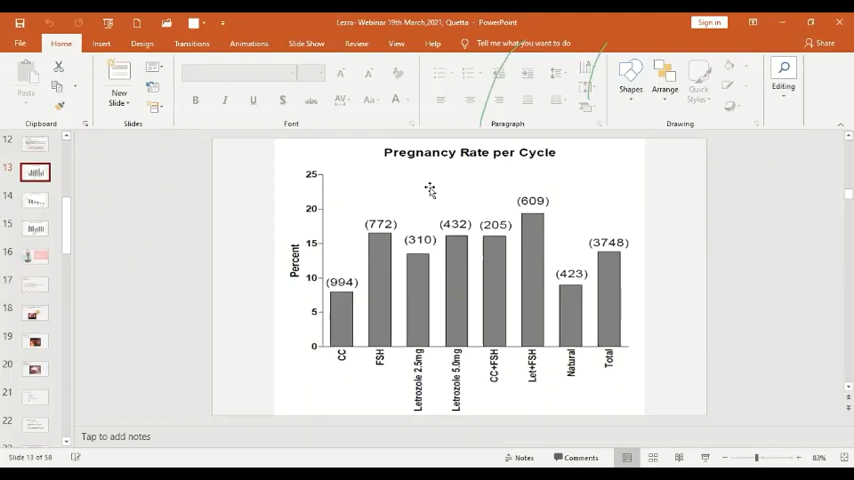 Lezra- Webinar 19th March,2021, Quetta - PowerPoint
Sign in
File Home Insert Design Transitions Animations Slide Show Review View Help Tell me what you want to do Share
Paste
New
Slide
B I U S abc AV Aa A
Shapes Arrange Quick
Styles
Editing
Clipboard Slides Font Paragraph Drawing
12
13
14
15
16
17
18
19
20
21
22
Pregnancy Rate per Cycle
Percent
25
20
15
10
5
0
(994)
(772)
(310)
(432)
(205)
(609)
(423)
(3748)
CC
FSH
Letrozole 2.5mg
Letrozole 5.0mg
CC+FSH
Let+FSH
Natural
Total
Tap to add notes
Slide 13 of 58
Notes Comments 83%